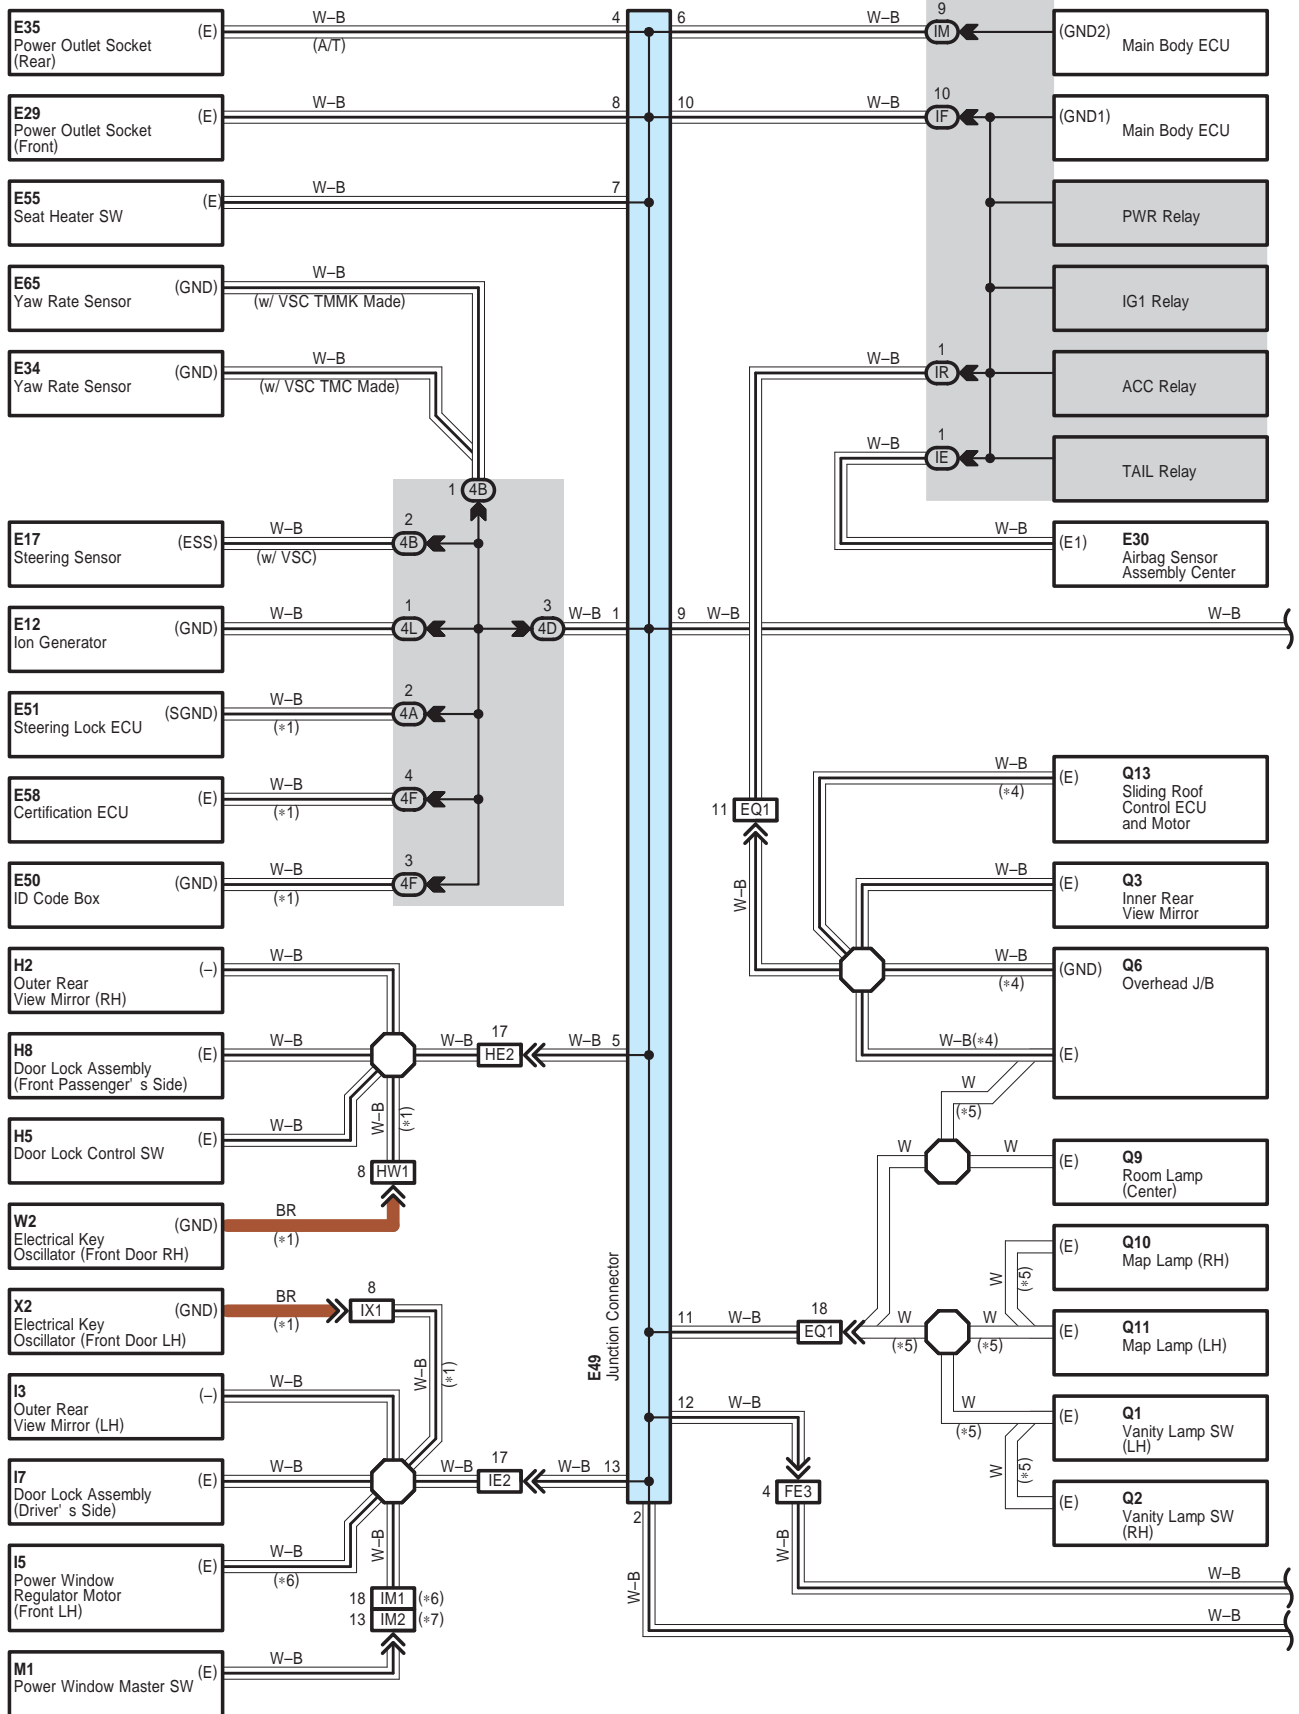 E35
Power Outlet Socket
(Rear)
(E)
W–B
(A/T)
4
6
W–B
9
IM
(GND2)
Main Body ECU
E29
Power Outlet Socket
(Front)
(E)
W–B
8
10
W–B
10
IF
(GND1)
Main Body ECU
E55
Seat Heater SW
(E)
W–B
7
PWR Relay
E65
Yaw Rate Sensor
(GND)
W–B
(w/ VSC TMMK Made)
IG1 Relay
E34
Yaw Rate Sensor
(GND)
W–B
(w/ VSC TMC Made)
W–B
1
IR
ACC Relay
W–B
1
IE
TAIL Relay
1
4B
E17
Steering Sensor
(ESS)
W–B
(w/ VSC)
2
4B
W–B
(E1)
E30
Airbag Sensor
Assembly Center
E12
Ion Generator
(GND)
W–B
1
4L
3
4D
W–B
1
9
W–B
W–B
E51
Steering Lock ECU
(SGND)
W–B
(*1)
2
4A
E58
Certification ECU
(E)
W–B
(*1)
4
4F
11
EQ1
W–B
(*4)
(E)
Q13
Sliding Roof
Control ECU
and Motor
E50
ID Code Box
(GND)
W–B
(*1)
3
4F
W–B
W–B
(E)
Q3
Inner Rear
View Mirror
H2
Outer Rear
View Mirror (RH)
(–)
W–B
W–B
(*4)
(GND)
Q6
Overhead J/B
H8
Door Lock Assembly
(Front Passenger' s Side)
(E)
W–B
W–B
17
HE2
W–B
5
W–B(*4)
(E)
W
(*5)
H5
Door Lock Control SW
(E)
W–B
W–B
(*1)
8
HW1
W
W
(E)
Q9
Room Lamp
(Center)
W2
Electrical Key
Oscillator (Front Door RH)
(GND)
BR
(*1)
E49
Junction Connector
W
(*5)
(E)
Q10
Map Lamp (RH)
X2
Electrical Key
Oscillator (Front Door LH)
(GND)
BR
(*1)
8
IX1
W–B
(*1)
11
W–B
18
EQ1
W
(*5)
(*5)
W
(E)
Q11
Map Lamp (LH)
I3
Outer Rear
View Mirror (LH)
(–)
W–B
12
W–B
W
(*5)
(E)
Q1
Vanity Lamp SW
(LH)
I7
Door Lock Assembly
(Driver' s Side)
(E)
W–B
W–B
17
IE2
W–B
13
4
FE3
W
(*5)
(E)
Q2
Vanity Lamp SW
(RH)
2
I5
Power Window
Regulator Motor
(Front LH)
(E)
W–B
(*6)
W–B
18
IM1
(*6)
13
IM2
(*7)
W–B
W–B
W–B
W–B
M1
Power Window Master SW
(E)
W–B